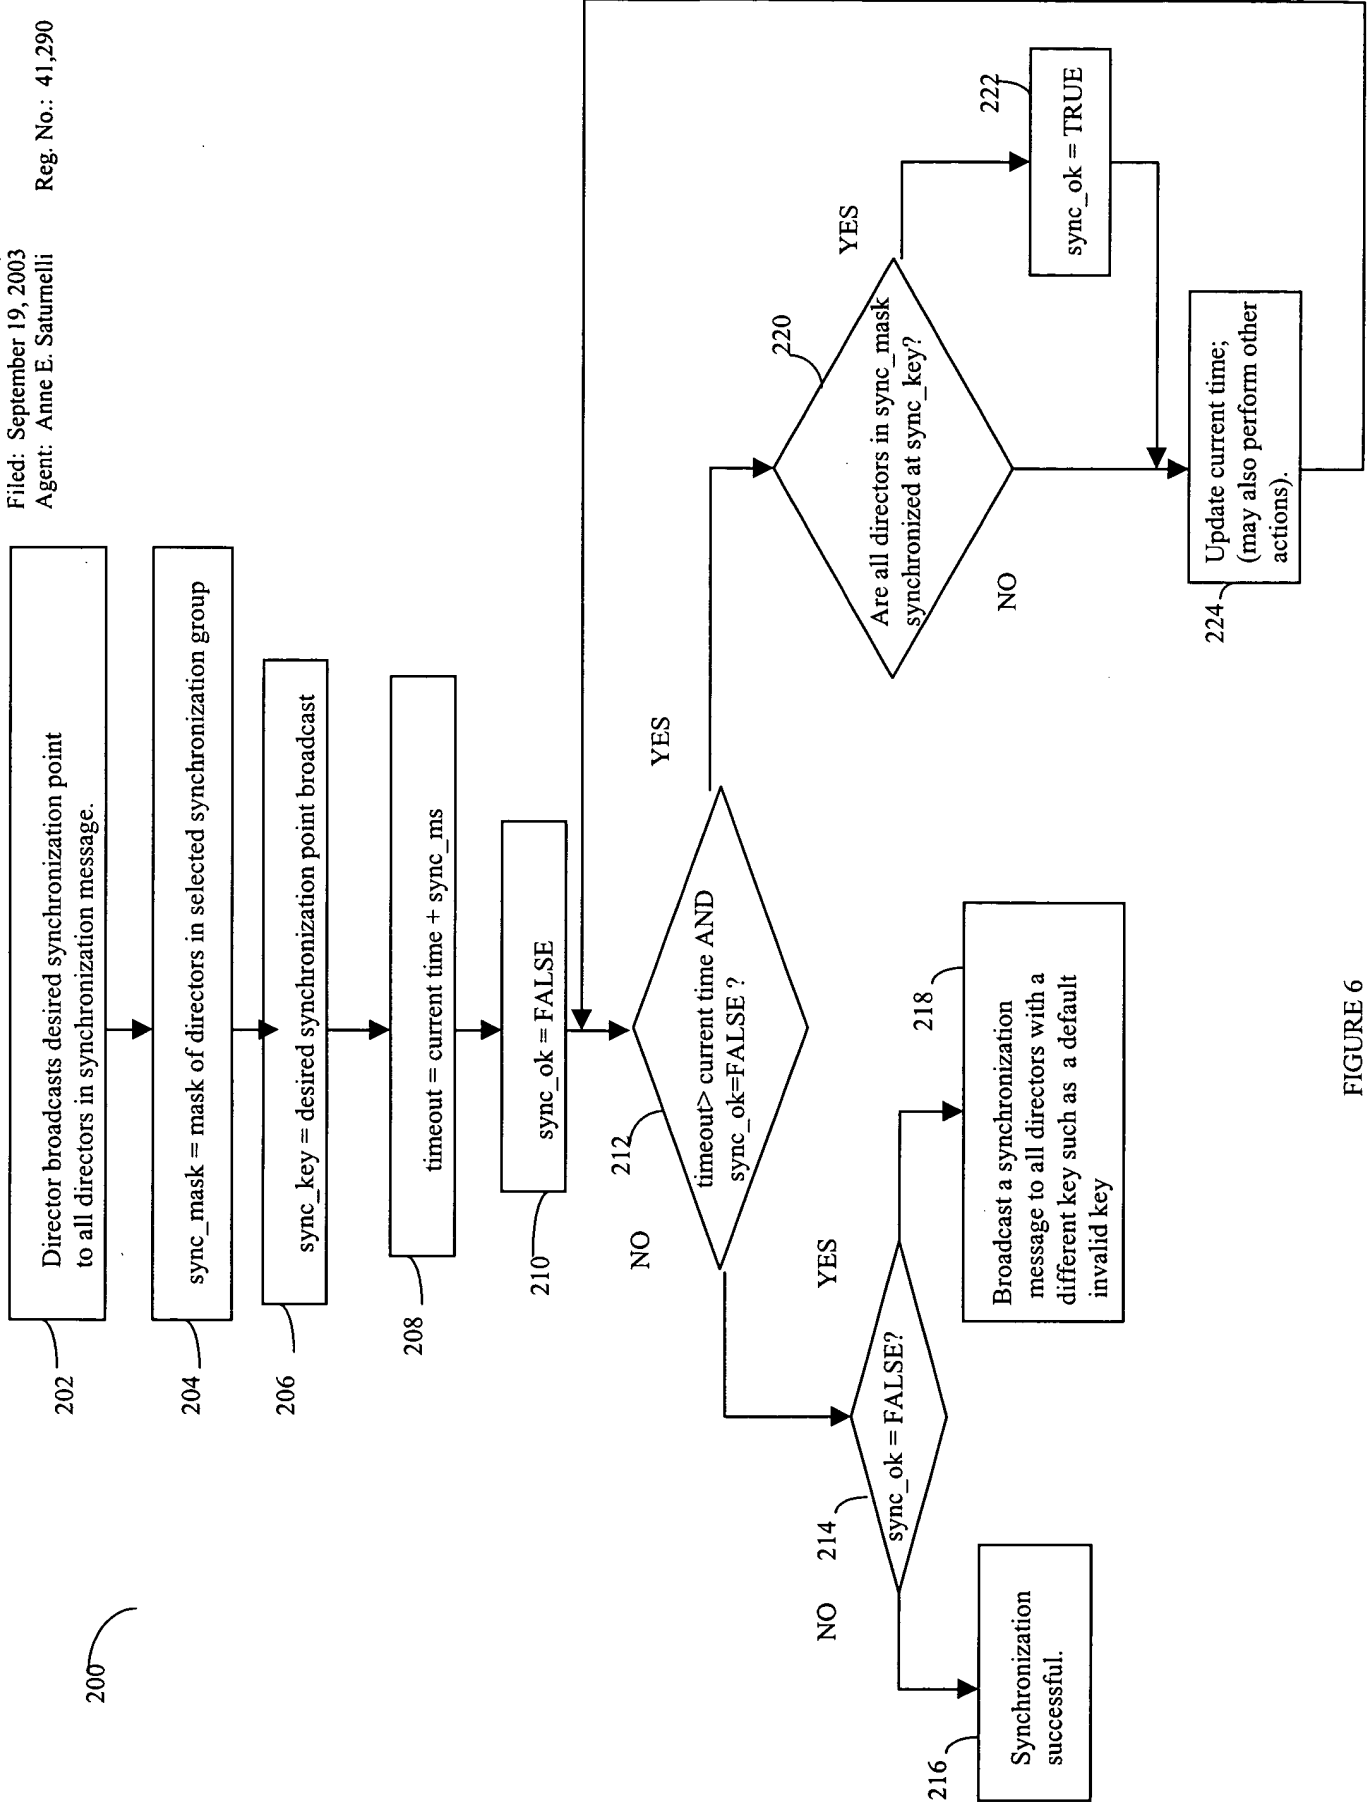 Filed: September 19, 2003
Agent: Anne E. Saturnelli Reg. No.: 41,290
200
202
Director broadcasts desired synchronization point
to all directors in synchronization message.
204
sync_mask = mask of directors in selected synchronization group
206
sync_key = desired synchronization point broadcast
208
timeout = current time + sync_ms
210
sync_ok = FALSE
212
timeout> current time AND
sync_ok=FALSE ?
NO
YES
214
sync_ok = FALSE?
NO
YES
216
Synchronization
successful.
218
Broadcast a synchronization
message to all directors with a
different key such as a default
invalid key
220
Are all directors in sync_mask
synchronized at sync_key?
YES
NO
222
sync_ok = TRUE
224
Update current time;
(may also perform other
actions).
FIGURE 6